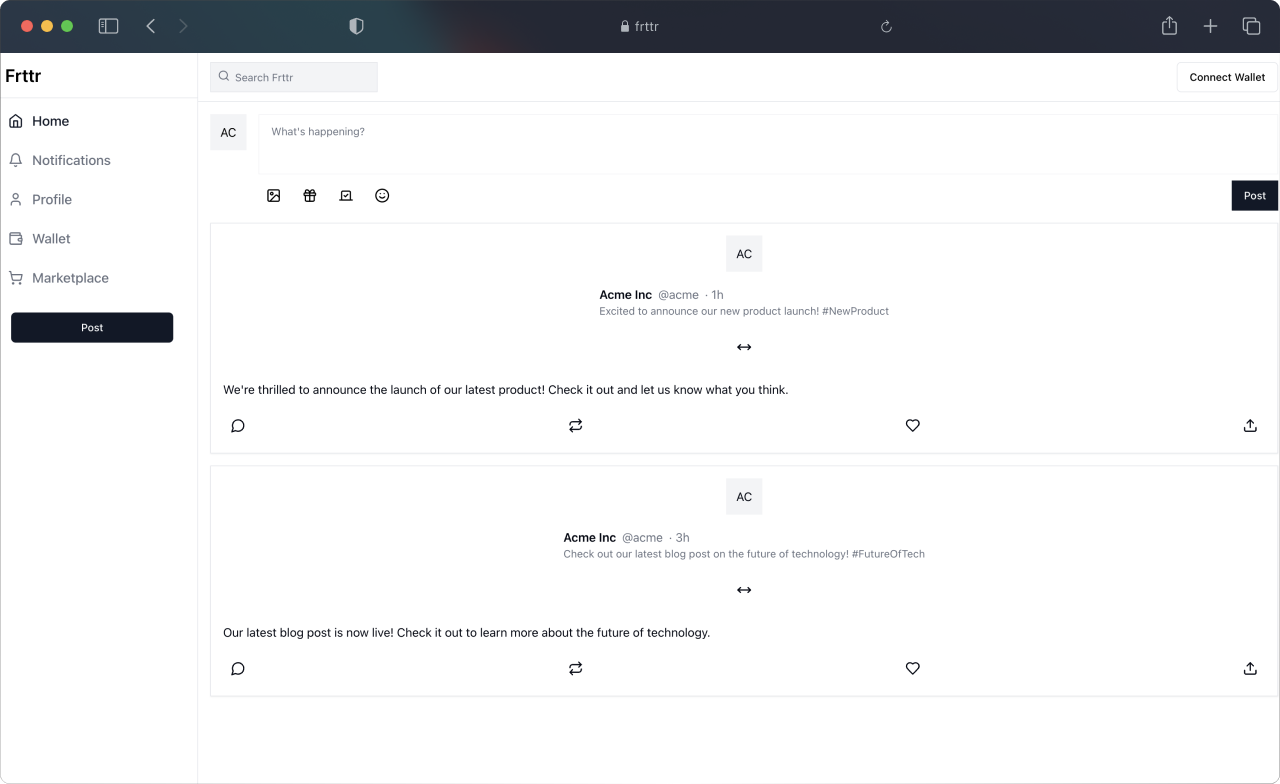 frttr
Frttr
Search Frttr
Connect Wallet
Home
Notifications
Profile
Wallet
Marketplace
Post
AC
What's happening?
Post
AC
Acme Inc @acme · 1h
Excited to announce our new product launch! #NewProduct
We're thrilled to announce the launch of our latest product! Check it out and let us know what you think.
AC
Acme Inc @acme · 3h
Check out our latest blog post on the future of technology! #FutureOfTech
Our latest blog post is now live! Check it out to learn more about the future of technology.